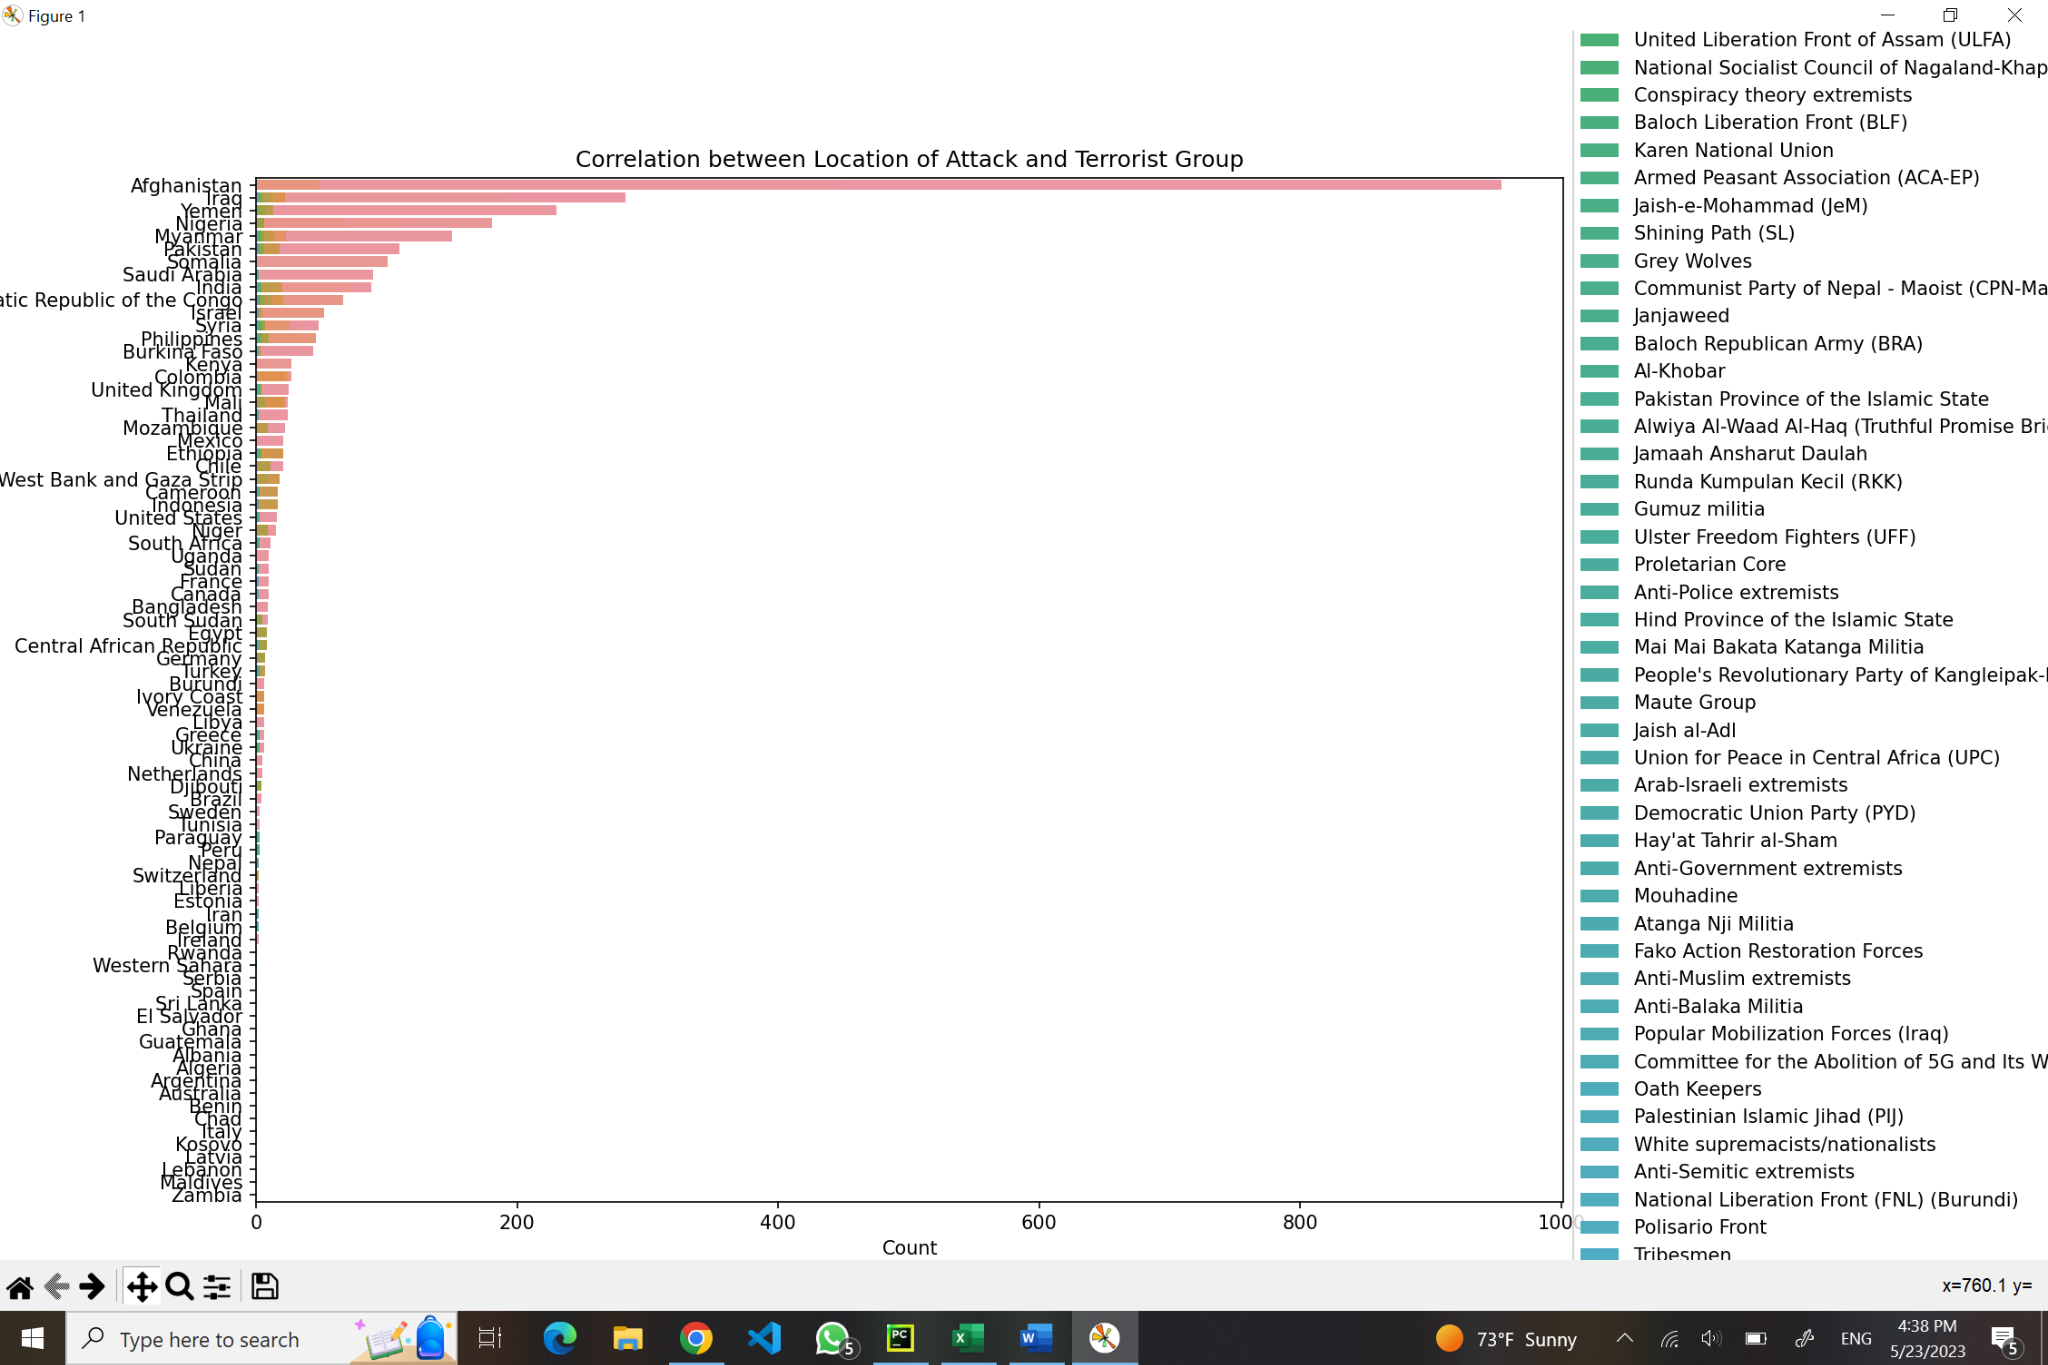 Figure 1
Correlation between Location of Attack and Terrorist Group
Afghanistan
Iraq
Yemen
Nigeria
Myanmar
Pakistan
Somalia
Saudi Arabia
India
atic Republic of the Congo
Israel
Syria
Philippines
Burkina Faso
Kenya
Colombia
United Kingdom
Mali
Thailand
Mozambique
Mexico
Ethiopia
Chile
West Bank and Gaza Strip
Cameroon
Indonesia
United States
Niger
South Africa
Uganda
Sudan
France
Canada
Bangladesh
South Sudan
Egypt
Central African Republic
Germany
Turkey
Burundi
Ivory Coast
Venezuela
Libya
Greece
Ukraine
China
Netherlands
Djibouti
Brazil
Sweden
Tunisia
Paraguay
Peru
Nepal
Switzerland
Liberia
Estonia
Iran
Belgium
Ireland
Rwanda
Western Sahara
Serbia
Spain
Sri Lanka
El Salvador
Ghana
Guatemala
Albania
Algeria
Argentina
Australia
Benin
Chad
Italy
Kosovo
Latvia
Lebanon
Maldives
Zambia
0 200 400 600 800 1000
Count
United Liberation Front of Assam (ULFA)
National Socialist Council of Nagaland-Khap
Conspiracy theory extremists
Baloch Liberation Front (BLF)
Karen National Union
Armed Peasant Association (ACA-EP)
Jaish-e-Mohammad (JeM)
Shining Path (SL)
Grey Wolves
Communist Party of Nepal - Maoist (CPN-Ma
Janjaweed
Baloch Republican Army (BRA)
Al-Khobar
Pakistan Province of the Islamic State
Alwiya Al-Waad Al-Haq (Truthful Promise Bri
Jamaah Ansharut Daulah
Runda Kumpulan Kecil (RKK)
Gumuz militia
Ulster Freedom Fighters (UFF)
Proletarian Core
Anti-Police extremists
Hind Province of the Islamic State
Mai Mai Bakata Katanga Militia
People's Revolutionary Party of Kangleipak-
Maute Group
Jaish al-Adl
Union for Peace in Central Africa (UPC)
Arab-Israeli extremists
Democratic Union Party (PYD)
Hay'at Tahrir al-Sham
Anti-Government extremists
Mouhadine
Atanga Nji Militia
Fako Action Restoration Forces
Anti-Muslim extremists
Anti-Balaka Militia
Popular Mobilization Forces (Iraq)
Committee for the Abolition of 5G and Its W
Oath Keepers
Palestinian Islamic Jihad (PIJ)
White supremacists/nationalists
Anti-Semitic extremists
National Liberation Front (FNL) (Burundi)
Polisario Front
Tribesmen
x=760.1 y=
Type here to search
5
PC
X
W
73°F Sunny
ENG
4:38 PM
5/23/2023
5